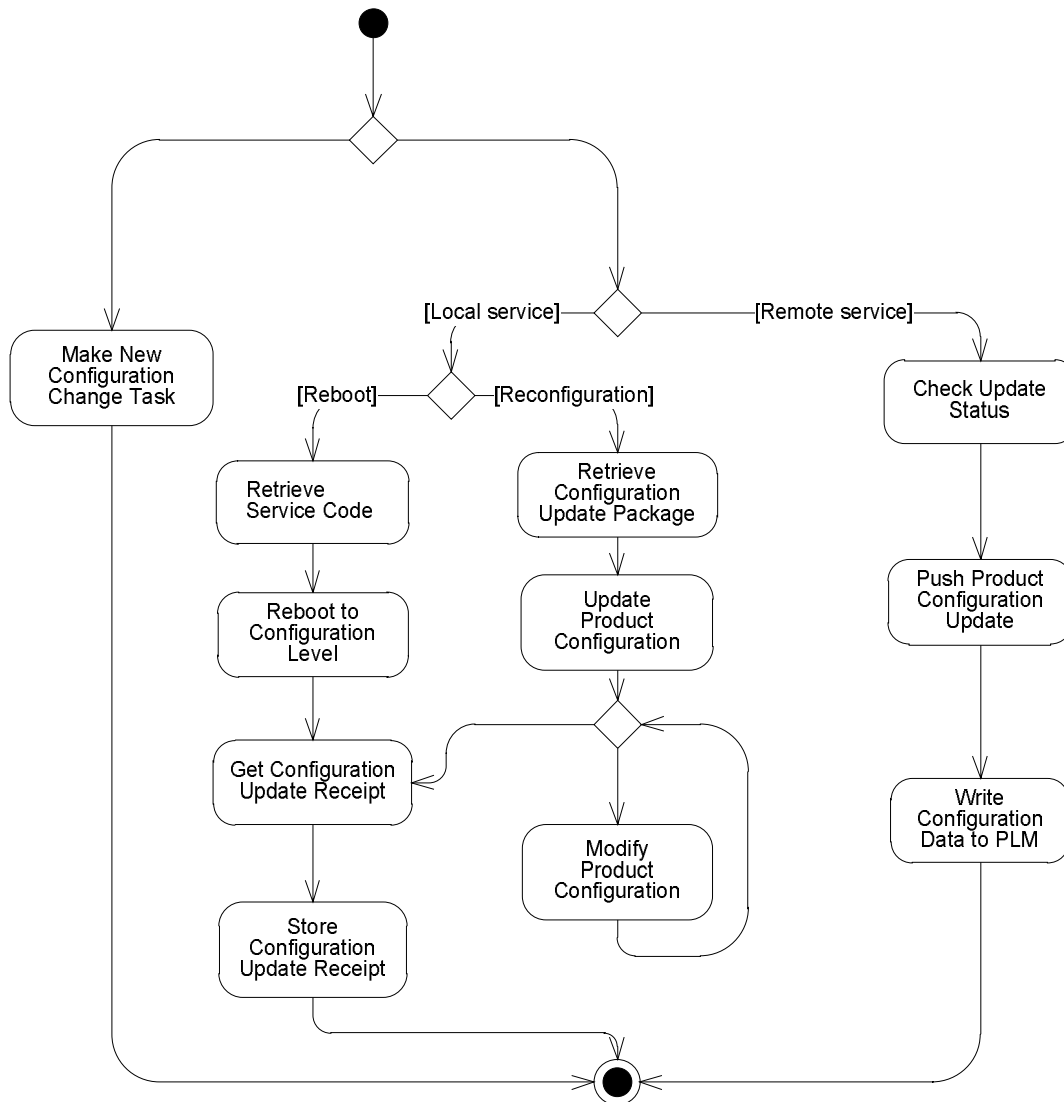 [Local service]
[Remote service]
Make New
Configuration
Change Task
Check Update
Status
[Reboot]
[Reconfiguration]
Retrieve
Service Code
Retrieve
Configuration
Update Package
Reboot to
Configuration
Level
Update
Product
Configuration
Push Product
Configuration
Update
Get Configuration
Update Receipt
Write
Configuration
Data to PLM
Modify
Product
Configuration
Store
Configuration
Update Receipt